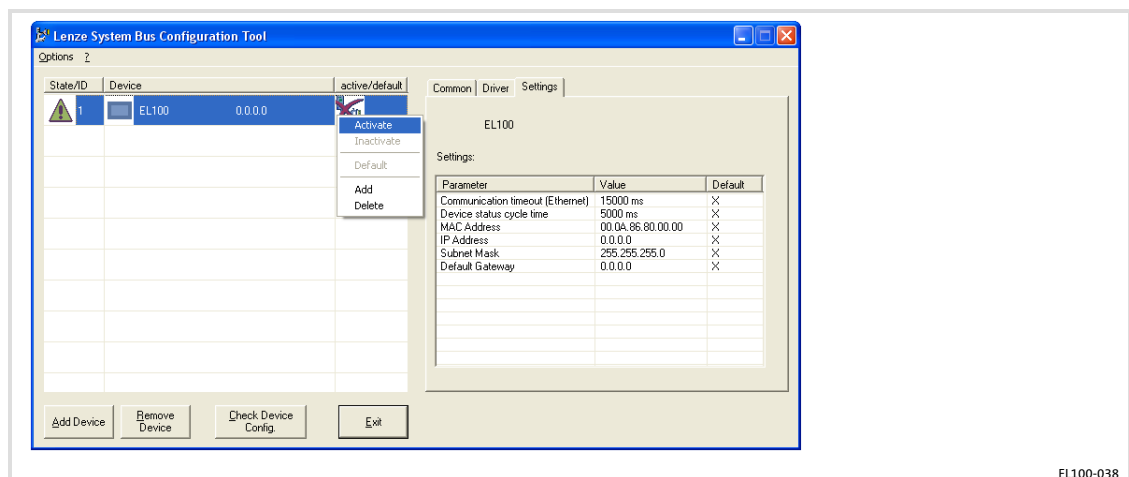 Lenze System Bus Configuration Tool
Options ?
State/ID Device active/default
1 EL100 0.0.0.0
Activate
Inactivate
Default
Add
Delete
Common Driver Settings
EL100
Settings:
Parameter Value Default
Communication timeout (Ethernet) 15000 ms X
Device status cycle time 5000 ms X
MAC Address 00.0A.86.80.00.00 X
IP Address 0.0.0.0 X
Subnet Mask 255.255.255.0 X
Default Gateway 0.0.0.0 X
Add Device Remove Device Check Device Config. Exit
EL100-038